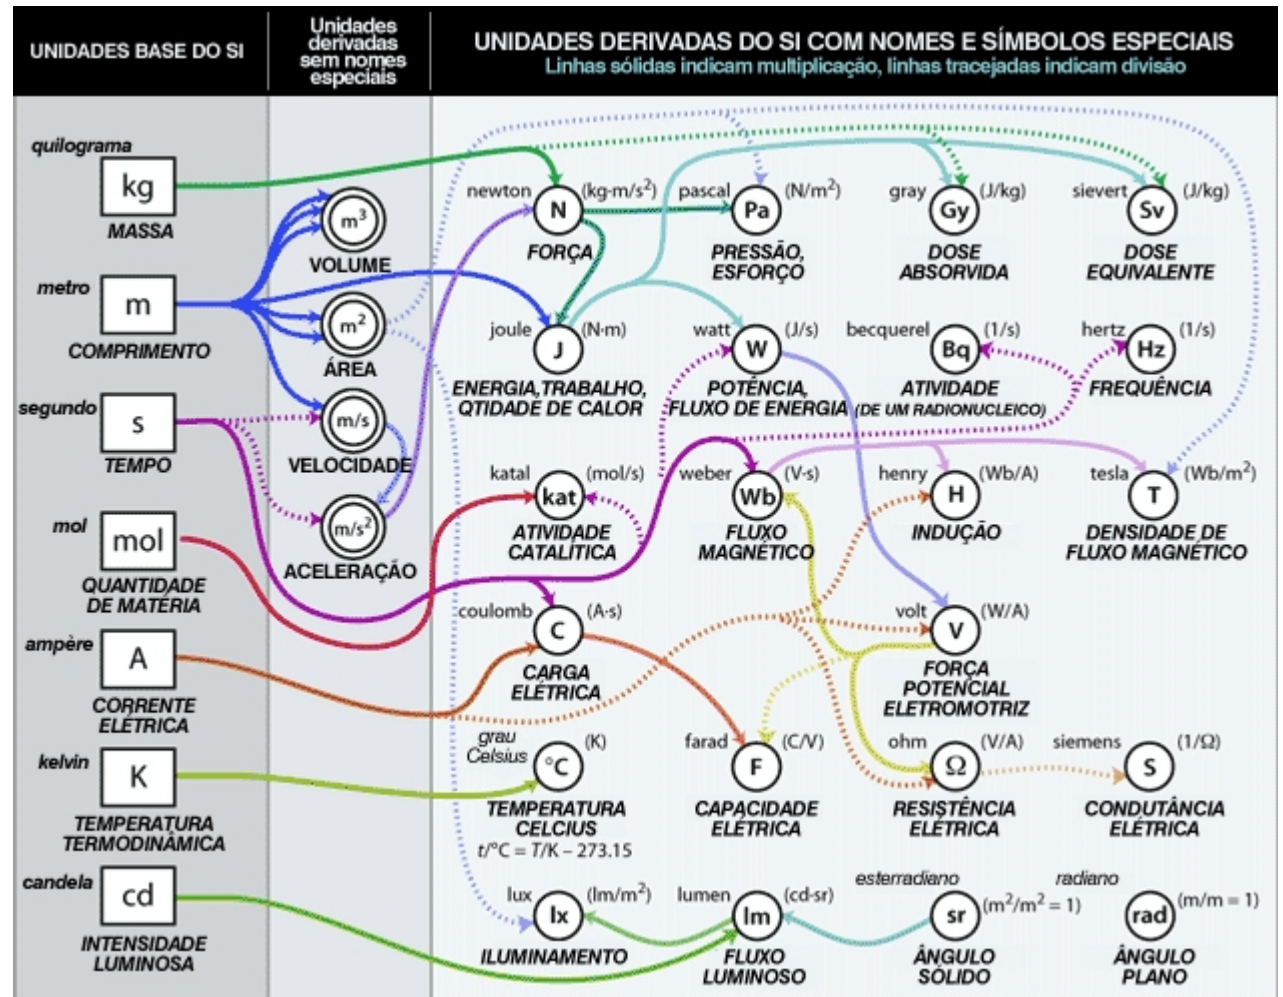 UNIDADES BASE DO SI
Unidades
derivadas
sem nomes
especiais
UNIDADES DERIVADAS DO SI COM NOMES E SÍMBOLOS ESPECIAIS
Linhas sólidas indicam multiplicação, linhas tracejadas indicam divisão
quilograma
kg
MASSA
metro
m
COMPRIMENTO
segundo
s
TEMPO
mol
mol
QUANTIDADE
DE MATÉRIA
ampère
A
CORRENTE
ELÉTRICA
kelvin
K
TEMPERATURA
TERMODINÂMICA
candela
cd
INTENSIDADE
LUMINOSA
m³
VOLUME
m²
ÁREA
m/s
VELOCIDADE
m/s²
ACELERAÇÃO
newton N (kg·m/s²)
FORÇA
pascal Pa (N/m²)
PRESSÃO,
ESFORÇO
gray Gy (J/kg)
DOSE
ABSORVIDA
sievert Sv (J/kg)
DOSE
EQUIVALENTE
joule J (N·m)
ENERGIA,TRABALHO,
QTIDADE DE CALOR
watt W (J/s)
POTÊNCIA,
FLUXO DE ENERGIA
becquerel Bq (1/s)
ATIVIDADE
(DE UM RADIONUCLEICO)
hertz Hz (1/s)
FREQUÊNCIA
katal kat (mol/s)
ATIVIDADE
CATALÍTICA
weber Wb (V·s)
FLUXO
MAGNÉTICO
henry H (Wb/A)
INDUÇÃO
tesla T (Wb/m²)
DENSIDADE DE
FLUXO MAGNÉTICO
coulomb C (A·s)
CARGA
ELÉTRICA
volt V (W/A)
FORÇA
POTENCIAL
ELETROMOTRIZ
grau
Celsius °C (K)
TEMPERATURA
CELCIUS
t/°C = T/K – 273.15
farad F (C/V)
CAPACIDADE
ELÉTRICA
ohm Ω (V/A)
RESISTÊNCIA
ELÉTRICA
siemens S (1/Ω)
CONDUTÂNCIA
ELÉTRICA
lux lx (lm/m²)
ILUMINAMENTO
lumen lm (cd·sr)
FLUXO
LUMINOSO
esterradiano
sr (m²/m² = 1)
ÂNGULO
SÓLIDO
radiano
rad (m/m = 1)
ÂNGULO
PLANO